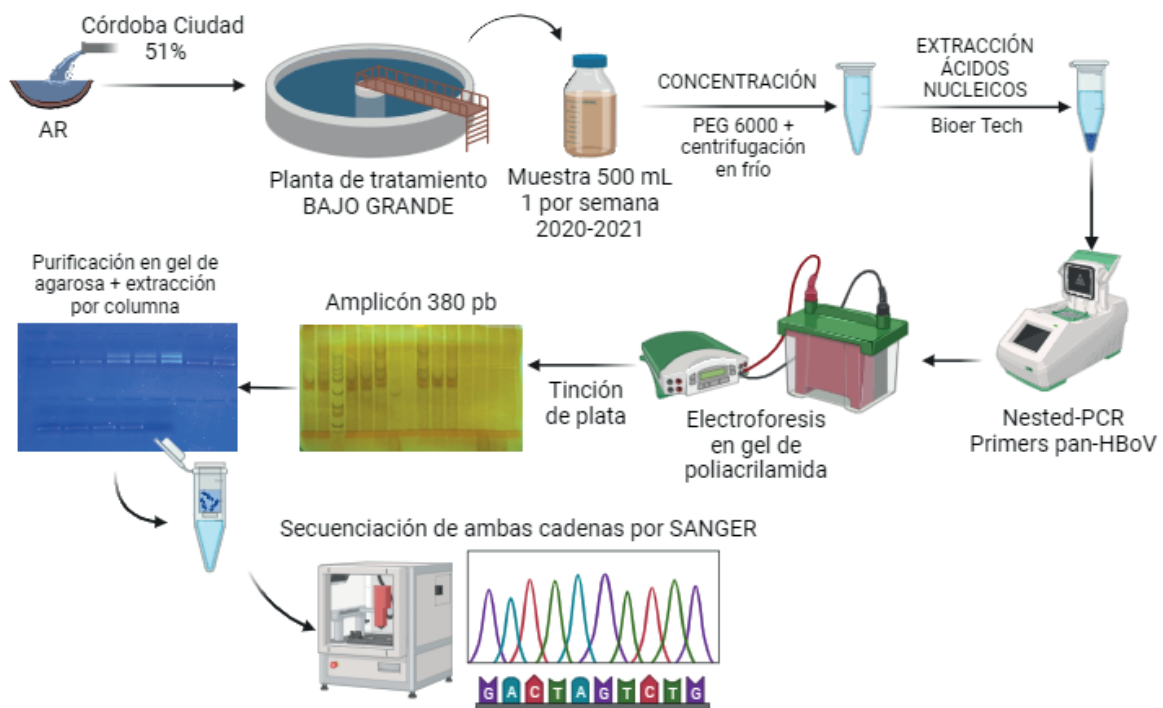 Córdoba Ciudad
51%
AR
Planta de tratamiento
BAJO GRANDE
Muestra 500 mL
1 por semana
2020-2021
CONCENTRACIÓN
PEG 6000 +
centrifugación
en frío
EXTRACCIÓN
ÁCIDOS
NUCLEICOS
Bioer Tech
Nested-PCR
Primers pan-HBoV
Electroforesis
en gel de
poliacrilamida
Tinción
de plata
Amplicón 380 pb
Purificación en gel de
agarosa + extracción
por columna
Secuenciación de ambas cadenas por SANGER
G A C T A G T C T G